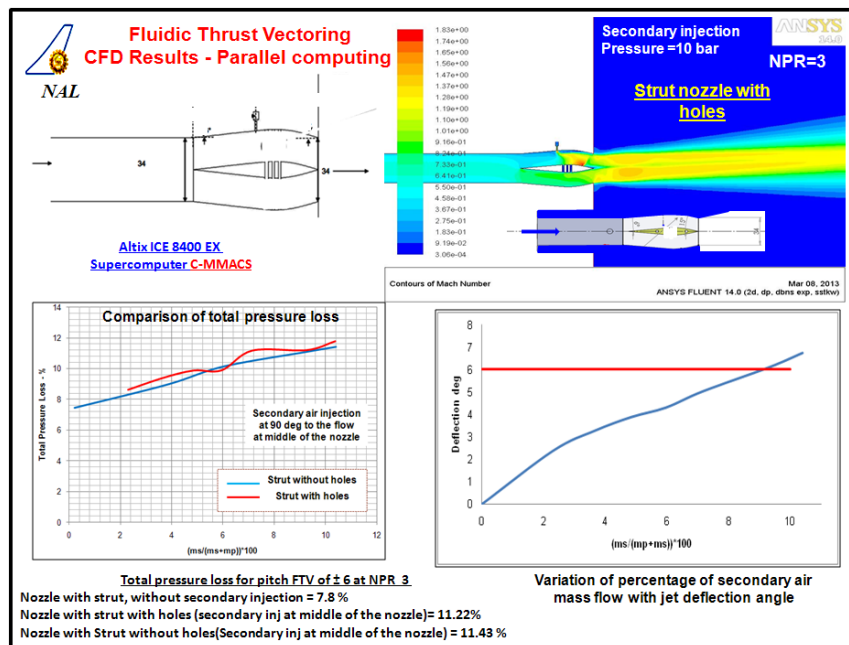 Fluidic Thrust Vectoring
CFD Results - Parallel computing
NAL
34
34
Altix ICE 8400 EX
Supercomputer C-MMACS
1.83e+00
1.74e+00
1.65e+00
1.56e+00
1.47e+00
1.37e+00
1.28e+00
1.19e+00
1.10e+00
1.01e+00
9.16e-01
8.24e-01
7.33e-01
6.41e-01
5.50e-01
4.58e-01
3.67e-01
2.75e-01
1.83e-01
9.19e-02
3.06e-04
Secondary injection
Pressure =10 bar
ANSYS
14.0
NPR=3
Strut nozzle with
holes
Contours of Mach Number
Mar 08, 2013
ANSYS FLUENT 14.0 (2d, dp, dbns exp, sstkw)
Comparison of total pressure loss
Total Pressure Loss - %
14
12
10
8
6
4
2
0
Secondary air injection
at 90 deg to the flow
at middle of the nozzle
Strut without holes
Strut with holes
0 2 4 6 8 10 12
(ms/(ms+mp))*100
Deflection deg
8
7
6
5
4
3
2
1
0
0 2 4 6 8 10
(ms/(mp+ms))*100
Total pressure loss for pitch FTV of ± 6 at NPR 3
Nozzle with strut, without secondary injection = 7.8 %
Nozzle with strut with holes (secondary inj at middle of the nozzle)= 11.22%
Nozzle with Strut without holes(Secondary inj at middle of the nozzle) = 11.43 %
Variation of percentage of secondary air
mass flow with jet deflection angle